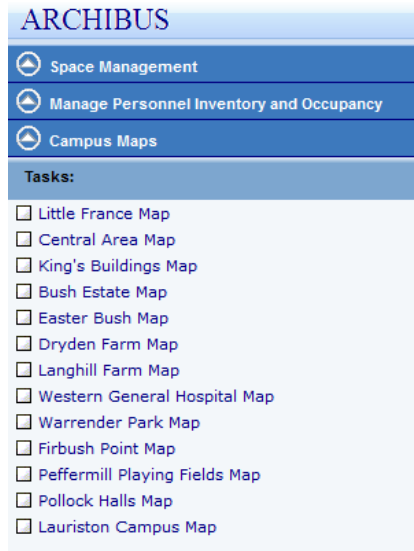 ARCHIBUS
Space Management
Manage Personnel Inventory and Occupancy
Campus Maps
Tasks:
Little France Map
Central Area Map
King's Buildings Map
Bush Estate Map
Easter Bush Map
Dryden Farm Map
Langhill Farm Map
Western General Hospital Map
Warrender Park Map
Firbush Point Map
Peffermill Playing Fields Map
Pollock Halls Map
Lauriston Campus Map